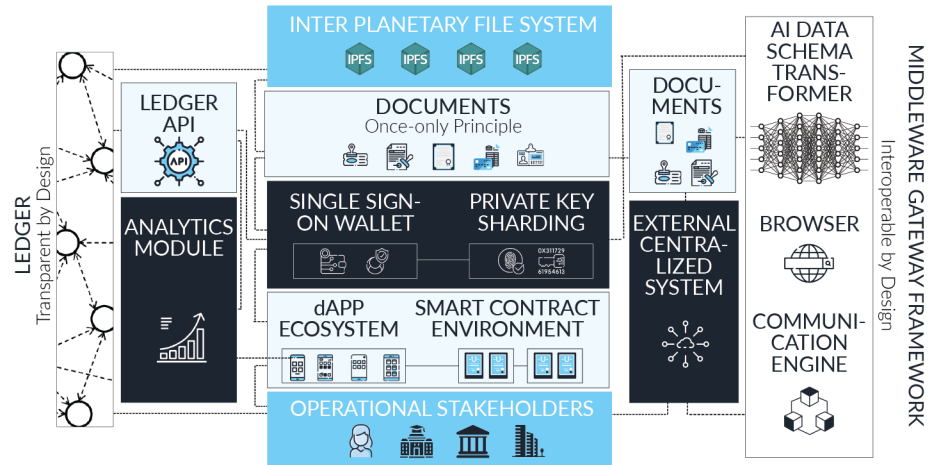 LEDGER
Transparent by Design
LEDGER
API
API
ANALYTICS
MODULE
INTER PLANETARY FILE SYSTEM
IPFS
IPFS
IPFS
IPFS
DOCUMENTS
Once-only Principle
SINGLE SIGN-
ON WALLET
PRIVATE KEY
SHARDING
0X311729
61954613
dAPP
ECOSYSTEM
SMART CONTRACT
ENVIRONMENT
OPERATIONAL STAKEHOLDERS
DOCU-
MENTS
EXTERNAL
CENTRA-
LIZED
SYSTEM
AI DATA
SCHEMA
TRANS-
FORMER
BROWSER
COMMUNI-
CATION
ENGINE
Interoperable by Design
MIDDLEWARE GATEWAY FRAMEWORK